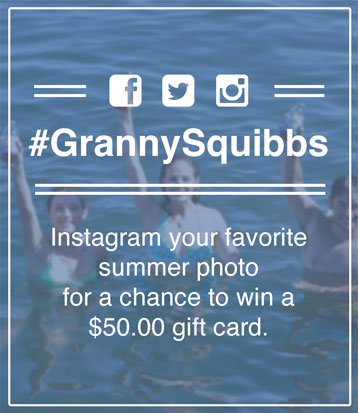 #GrannySquibbs
Instagram your favorite
summer photo
for a chance to win a
$50.00 gift card.